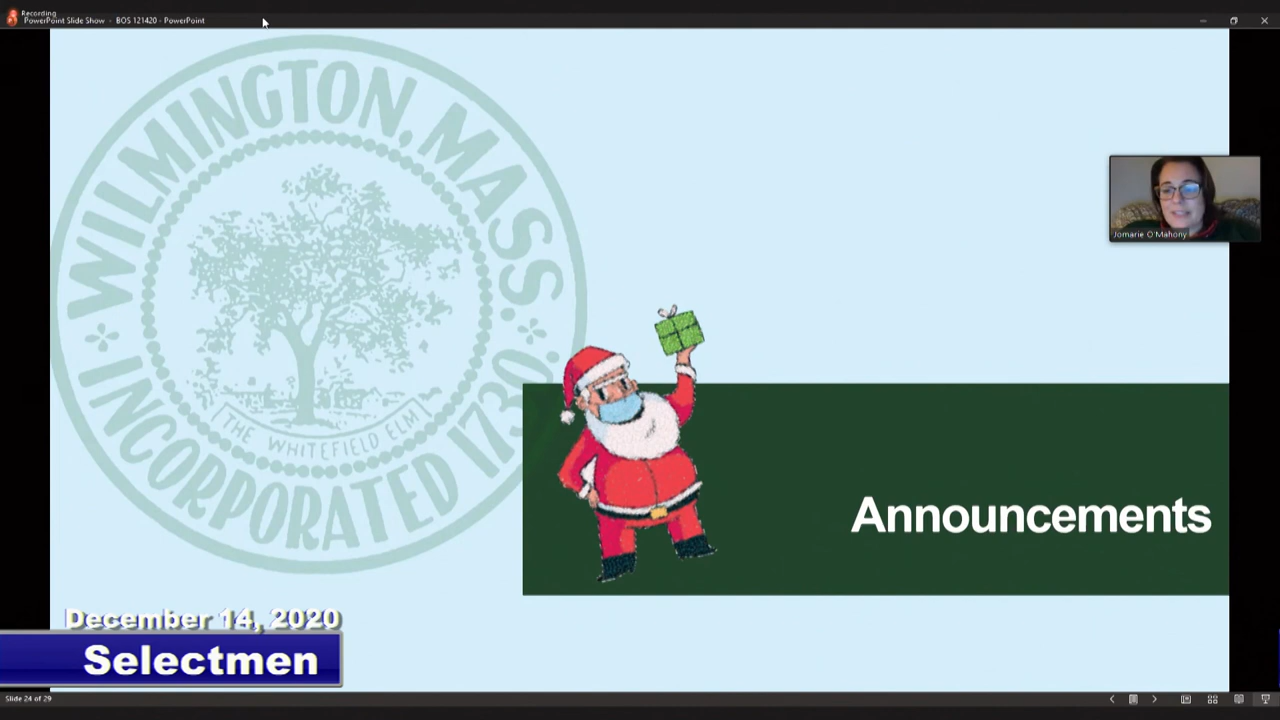 Recording
PowerPoint Slide Show - BOS 121420 - PowerPoint
WILMINGTON, MASS.
INCORPORATED 1730.
THE WHITEFIELD ELM
Jomarie O'Mahony
Announcements
December 14, 2020
Selectmen
Slide 24 of 29